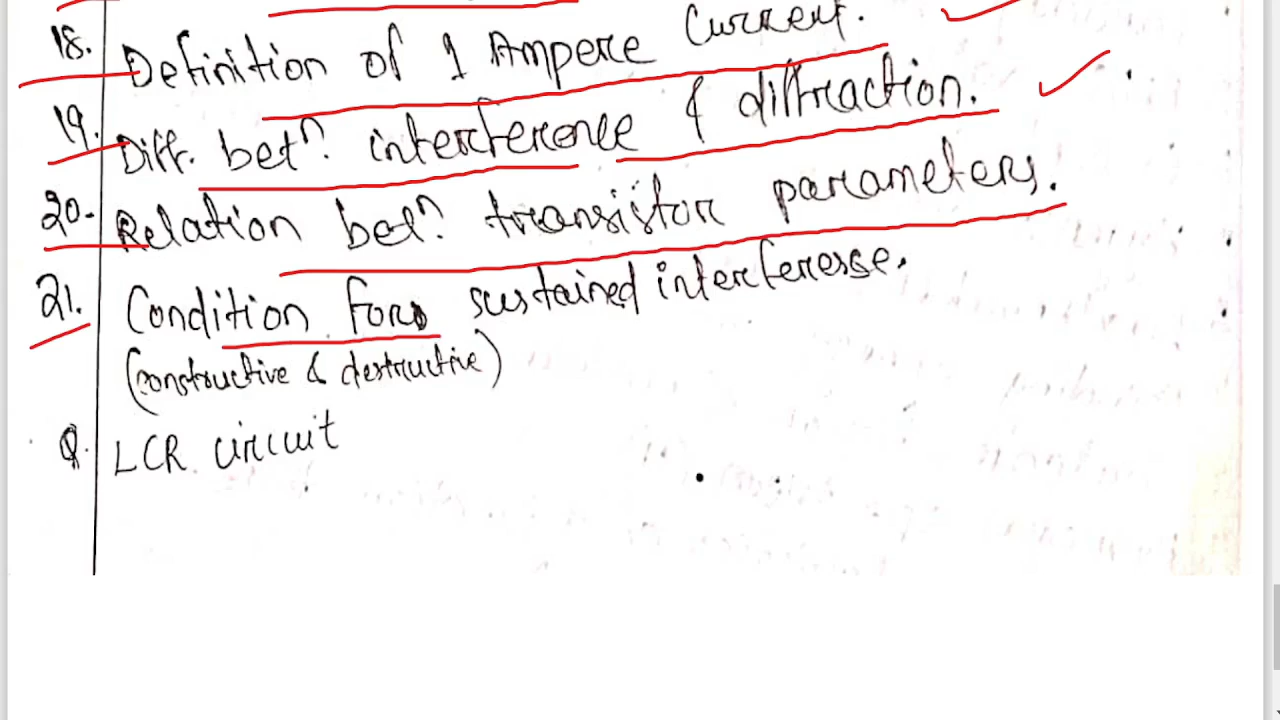 18. Definition of 1 Ampere Current.
19. Diff. betn. interference & diffraction.
20. Relation betn. transistor parameters.
21. Condition for sustained interferesse.
(constructive & destructive)
Q. LCR circuit